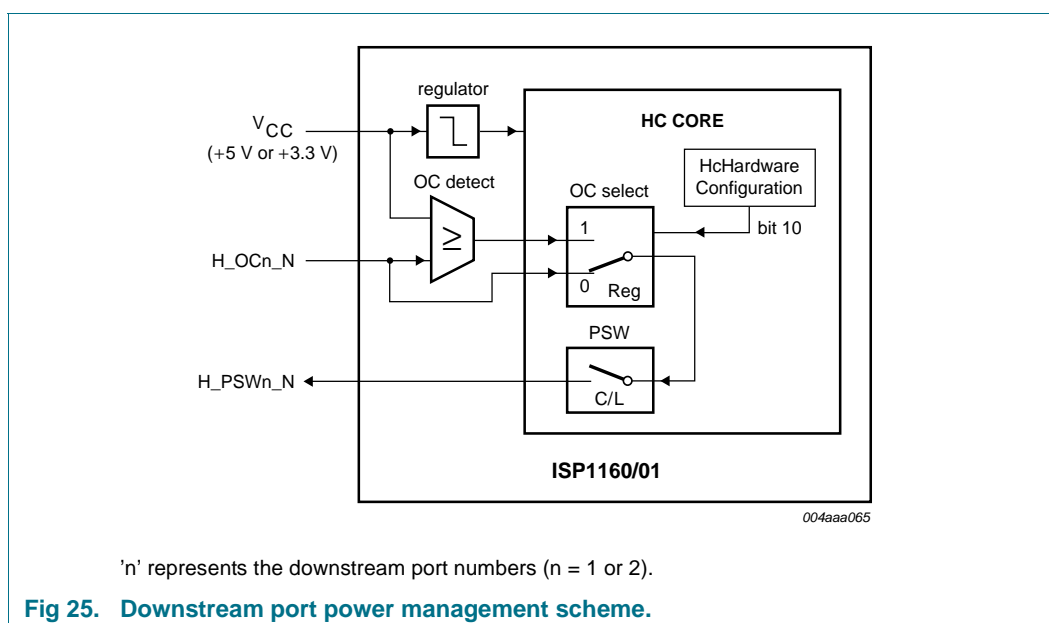 regulator
HC CORE
VCC
(+5 V or +3.3 V)
HcHardware
Configuration
OC detect
OC select
1
bit 10
≥
H_OCn_N
0
Reg
PSW
H_PSWn_N
C/L
ISP1160/01
004aaa065
'n' represents the downstream port numbers (n = 1 or 2).
Fig 25. Downstream port power management scheme.